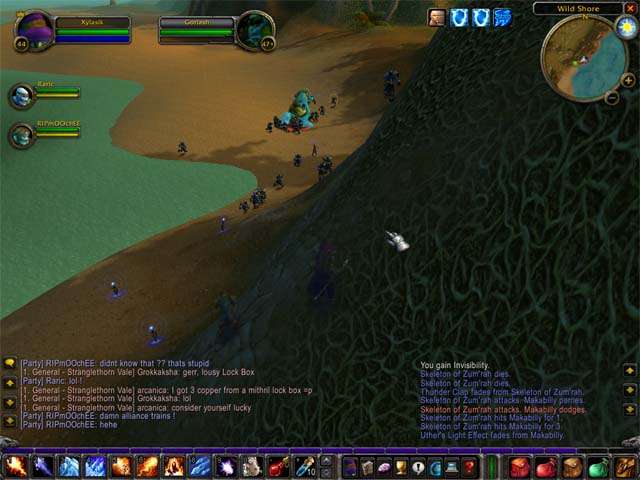 Xylasik
Gorlash
Wild Shore
N
44
47+
Raric
RIPmOOchEE
[Party] RIPmOOchEE: didnt know that ?? thats stupid
[1. General - Stranglethorn Vale] Grokkaksha: gerr, lousy Lock Box
[Party] Raric: lol !
[1. General - Stranglethorn Vale] arcanica: I got 3 copper from a mithril lock box =p
[1. General - Stranglethorn Vale] Grokkaksha: lol
[1. General - Stranglethorn Vale] arcanica: consider yourself lucky
[Party] RIPmOOchEE: damn alliance trains !
[Party] RIPmOOchEE: hehe
You gain Invisibility.
Skeleton of Zum'rah dies.
Skeleton of Zum'rah dies.
Thunder Clap fades from Skeleton of Zum'rah.
Skeleton of Zum'rah attacks. Makabilly parries.
Skeleton of Zum'rah attacks. Makabilly dodges.
Skeleton of Zum'rah hits Makabilly for 1.
Skeleton of Zum'rah hits Makabilly for 3.
Uther's Light Effect fades from Makabilly.
10